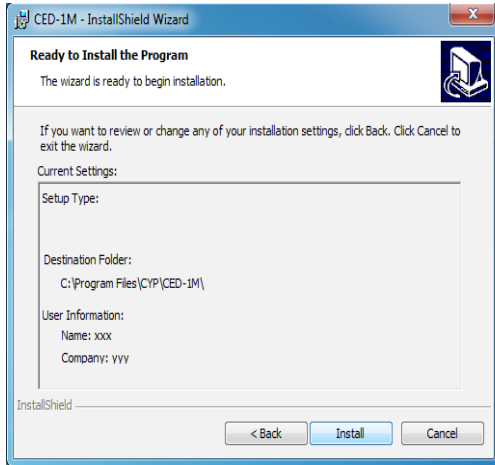 CED-1M - InstallShield Wizard
Ready to Install the Program
The wizard is ready to begin installation.
If you want to review or change any of your installation settings, click Back. Click Cancel to
exit the wizard.
Current Settings:
Setup Type:
Destination Folder:
C:\Program Files\CYP\CED-1M\
User Information:
Name: xxx
Company: yyy
InstallShield
< Back
Install
Cancel